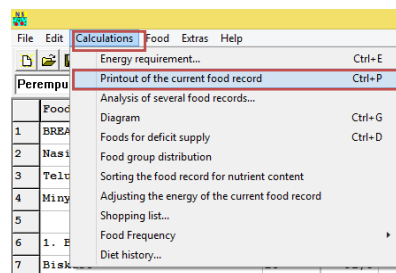 File Edit Calculations Food Extras Help
Energy requirement... Ctrl+E
Perempu Printout of the current food record Ctrl+P
Food Analysis of several food records...
1 BREA Diagram Ctrl+G
2 Nasi Foods for deficit supply Ctrl+D
Food group distribution
3 Telu Sorting the food record for nutrient content
4 Miny Adjusting the energy of the current food record
5 Shopping list...
6 1. B Food Frequency
7 Bisk Diet history...